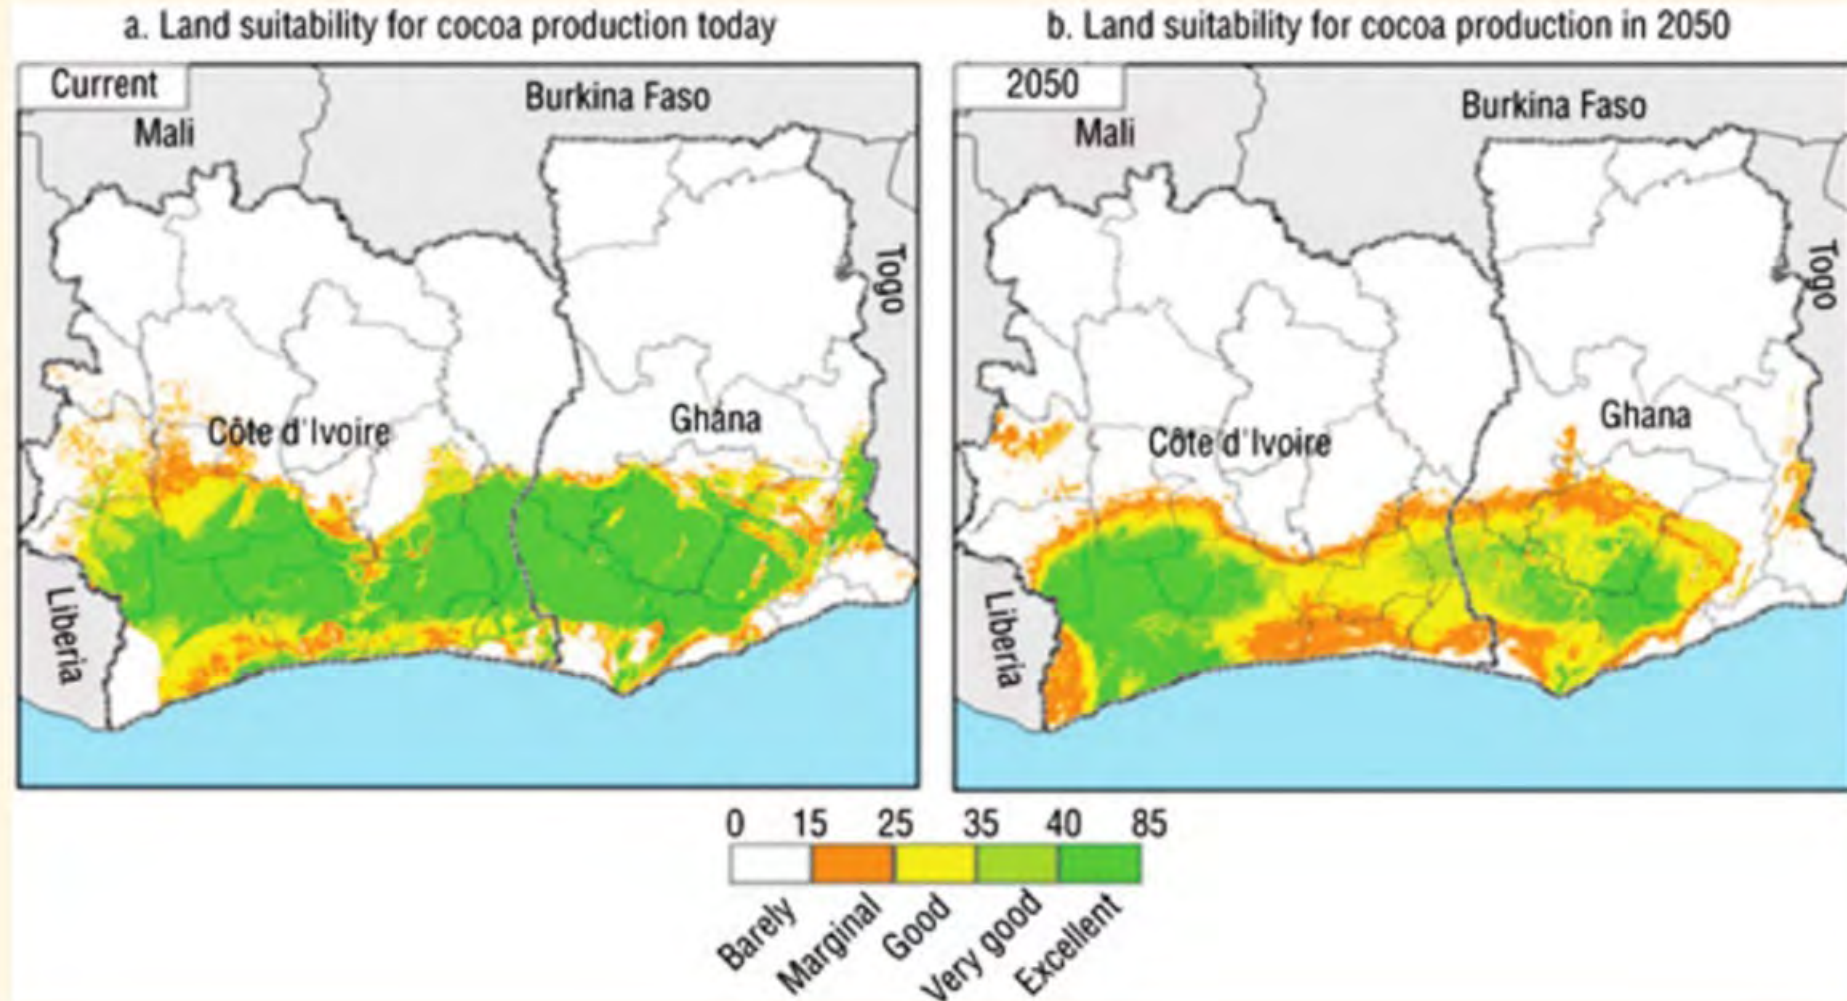 a. Land suitability for cocoa production today
Current
Burkina Faso
Mali
Togo
Côte d'Ivoire
Ghana
Liberia
b. Land suitability for cocoa production in 2050
2050
Burkina Faso
Mali
Togo
Ghana
Côte d'Ivoire
Liberia
0 15 25 35 40 85
Barely
Marginal
Good
Very good
Excellent